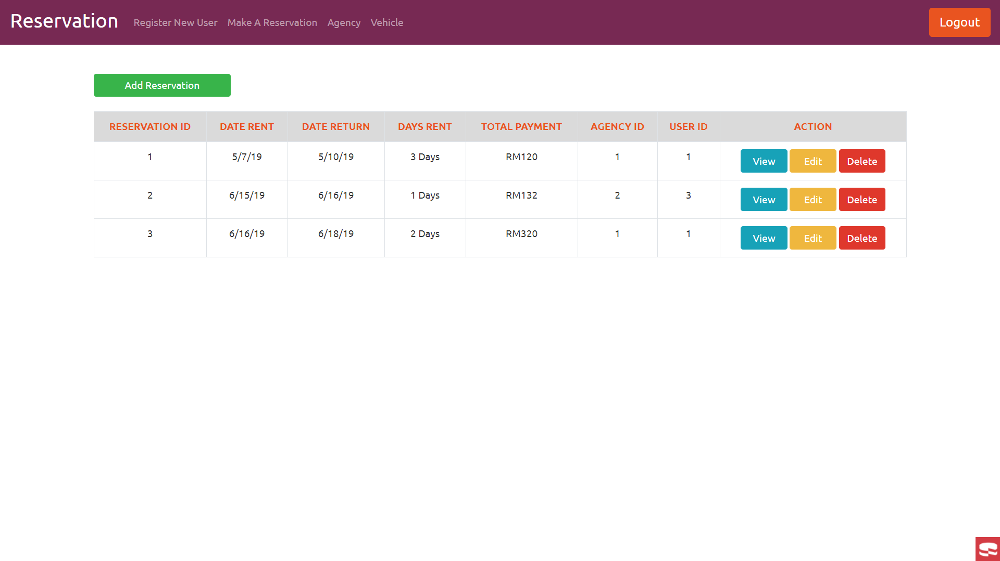 Reservation Register New User Make A Reservation Agency Vehicle Logout
Add Reservation
RESERVATION ID DATE RENT DATE RETURN DAYS RENT TOTAL PAYMENT AGENCY ID USER ID ACTION
1 5/7/19 5/10/19 3 Days RM120 1 1 View Edit Delete
2 6/15/19 6/16/19 1 Days RM132 2 3 View Edit Delete
3 6/16/19 6/18/19 2 Days RM320 1 1 View Edit Delete